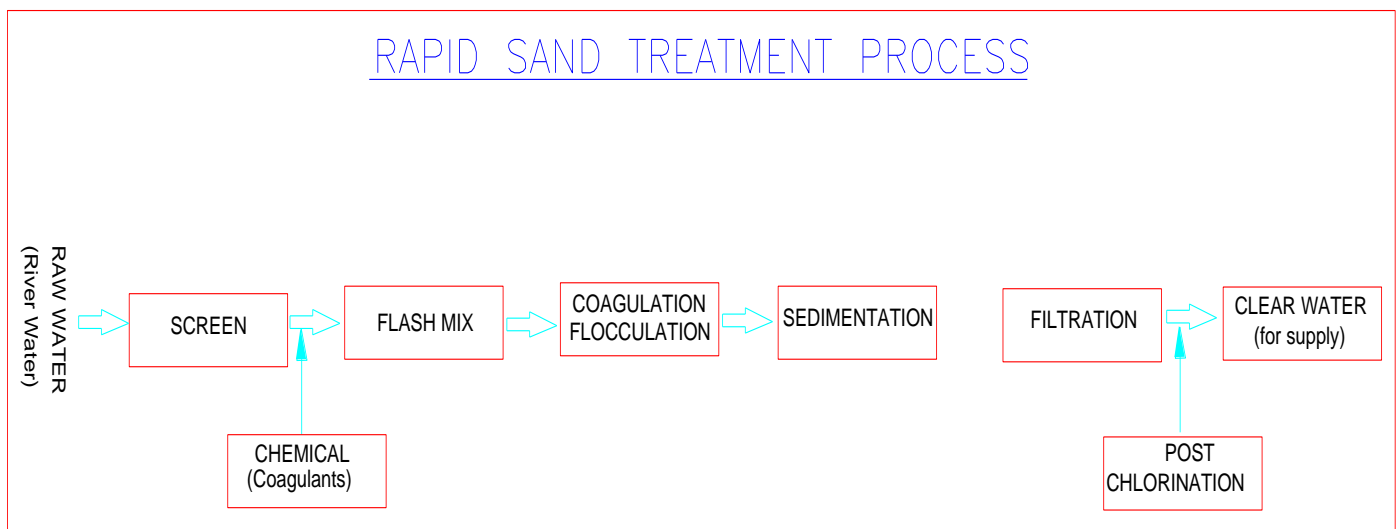 RAPID SAND TREATMENT PROCESS
RAW WATER
(River Water)
SCREEN
FLASH MIX
COAGULATION
FLOCCULATION
SEDIMENTATION
FILTRATION
CLEAR WATER
(for supply)
CHEMICAL
(Coagulants)
POST
CHLORINATION